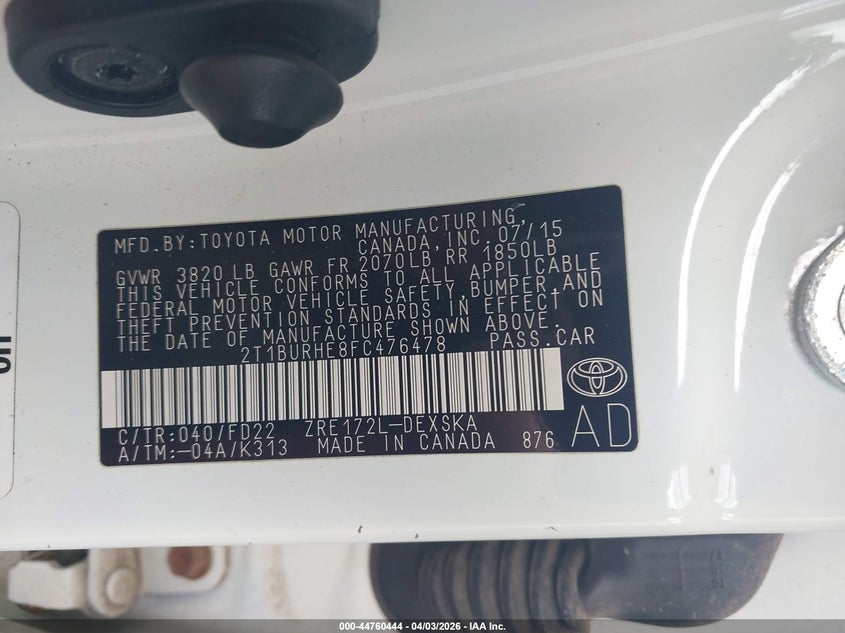 MFD.BY:TOYOTA MOTOR MANUFACTURING,
CANADA,INC. 07/15
GVWR 3820 LB GAWR FR 2070LB RR 1850LB
THIS VEHICLE CONFORMS TO ALL APPLICABLE
FEDERAL MOTOR VEHICLE SAFETY,BUMPER,AND
THEFT PREVENTION STANDARDS IN EFFECT ON
THE DATE OF MANUFACTURE SHOWN ABOVE.
2T1BURHE8FC476478 PASS.CAR
C/TR:040/FD22 ZRE172L-DEXSKA
A/TM:-04A/K313 MADE IN CANADA 876
AD
000-44760444 - 04/03/2026 - IAA Inc.